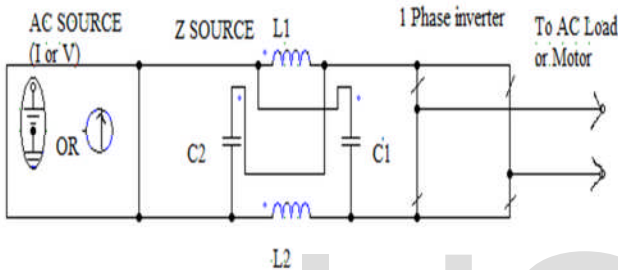 AC SOURCE
(I or V)
Z SOURCE
L1
1 Phase inverter
To AC Load
or Motor
OR
C2
C1
L2